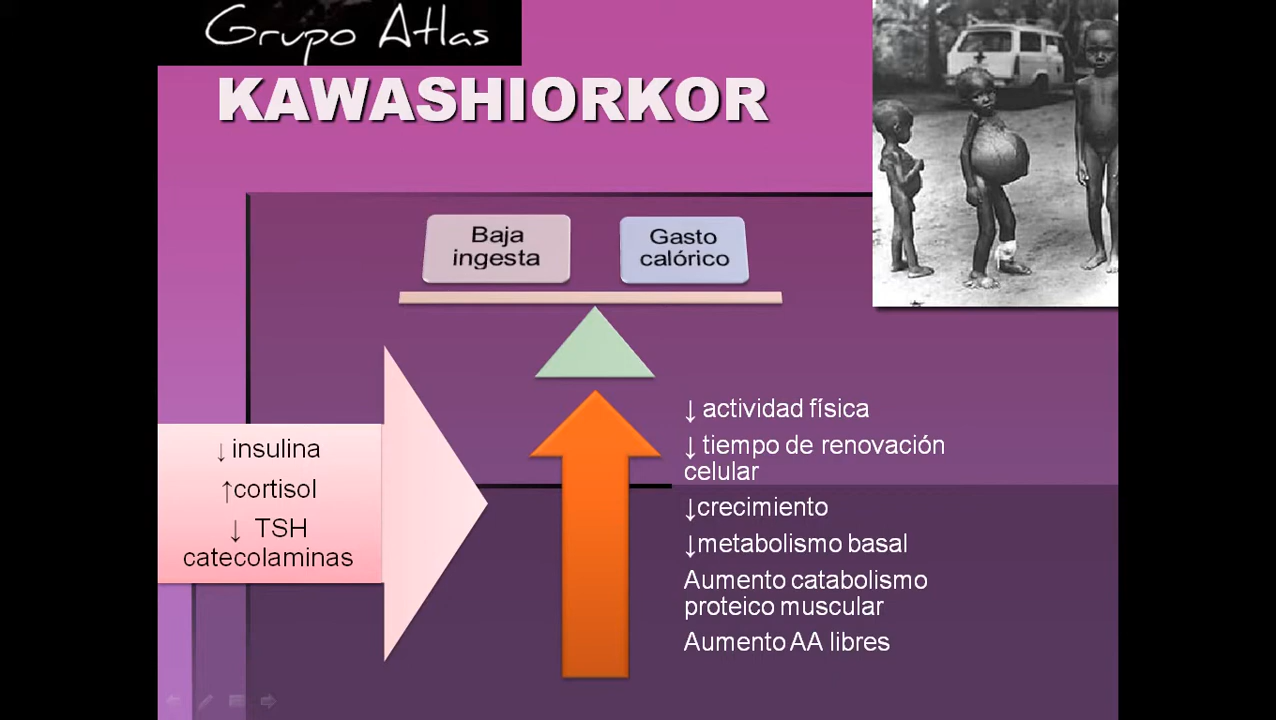 Grupo Atlas
KAWASHIORKOR
Baja
ingesta
Gasto
calórico
↓ insulina
↑cortisol
↓ TSH
catecolaminas
↓ actividad física
↓ tiempo de renovación
celular
↓crecimiento
↓metabolismo basal
Aumento catabolismo
proteico muscular
Aumento AA libres